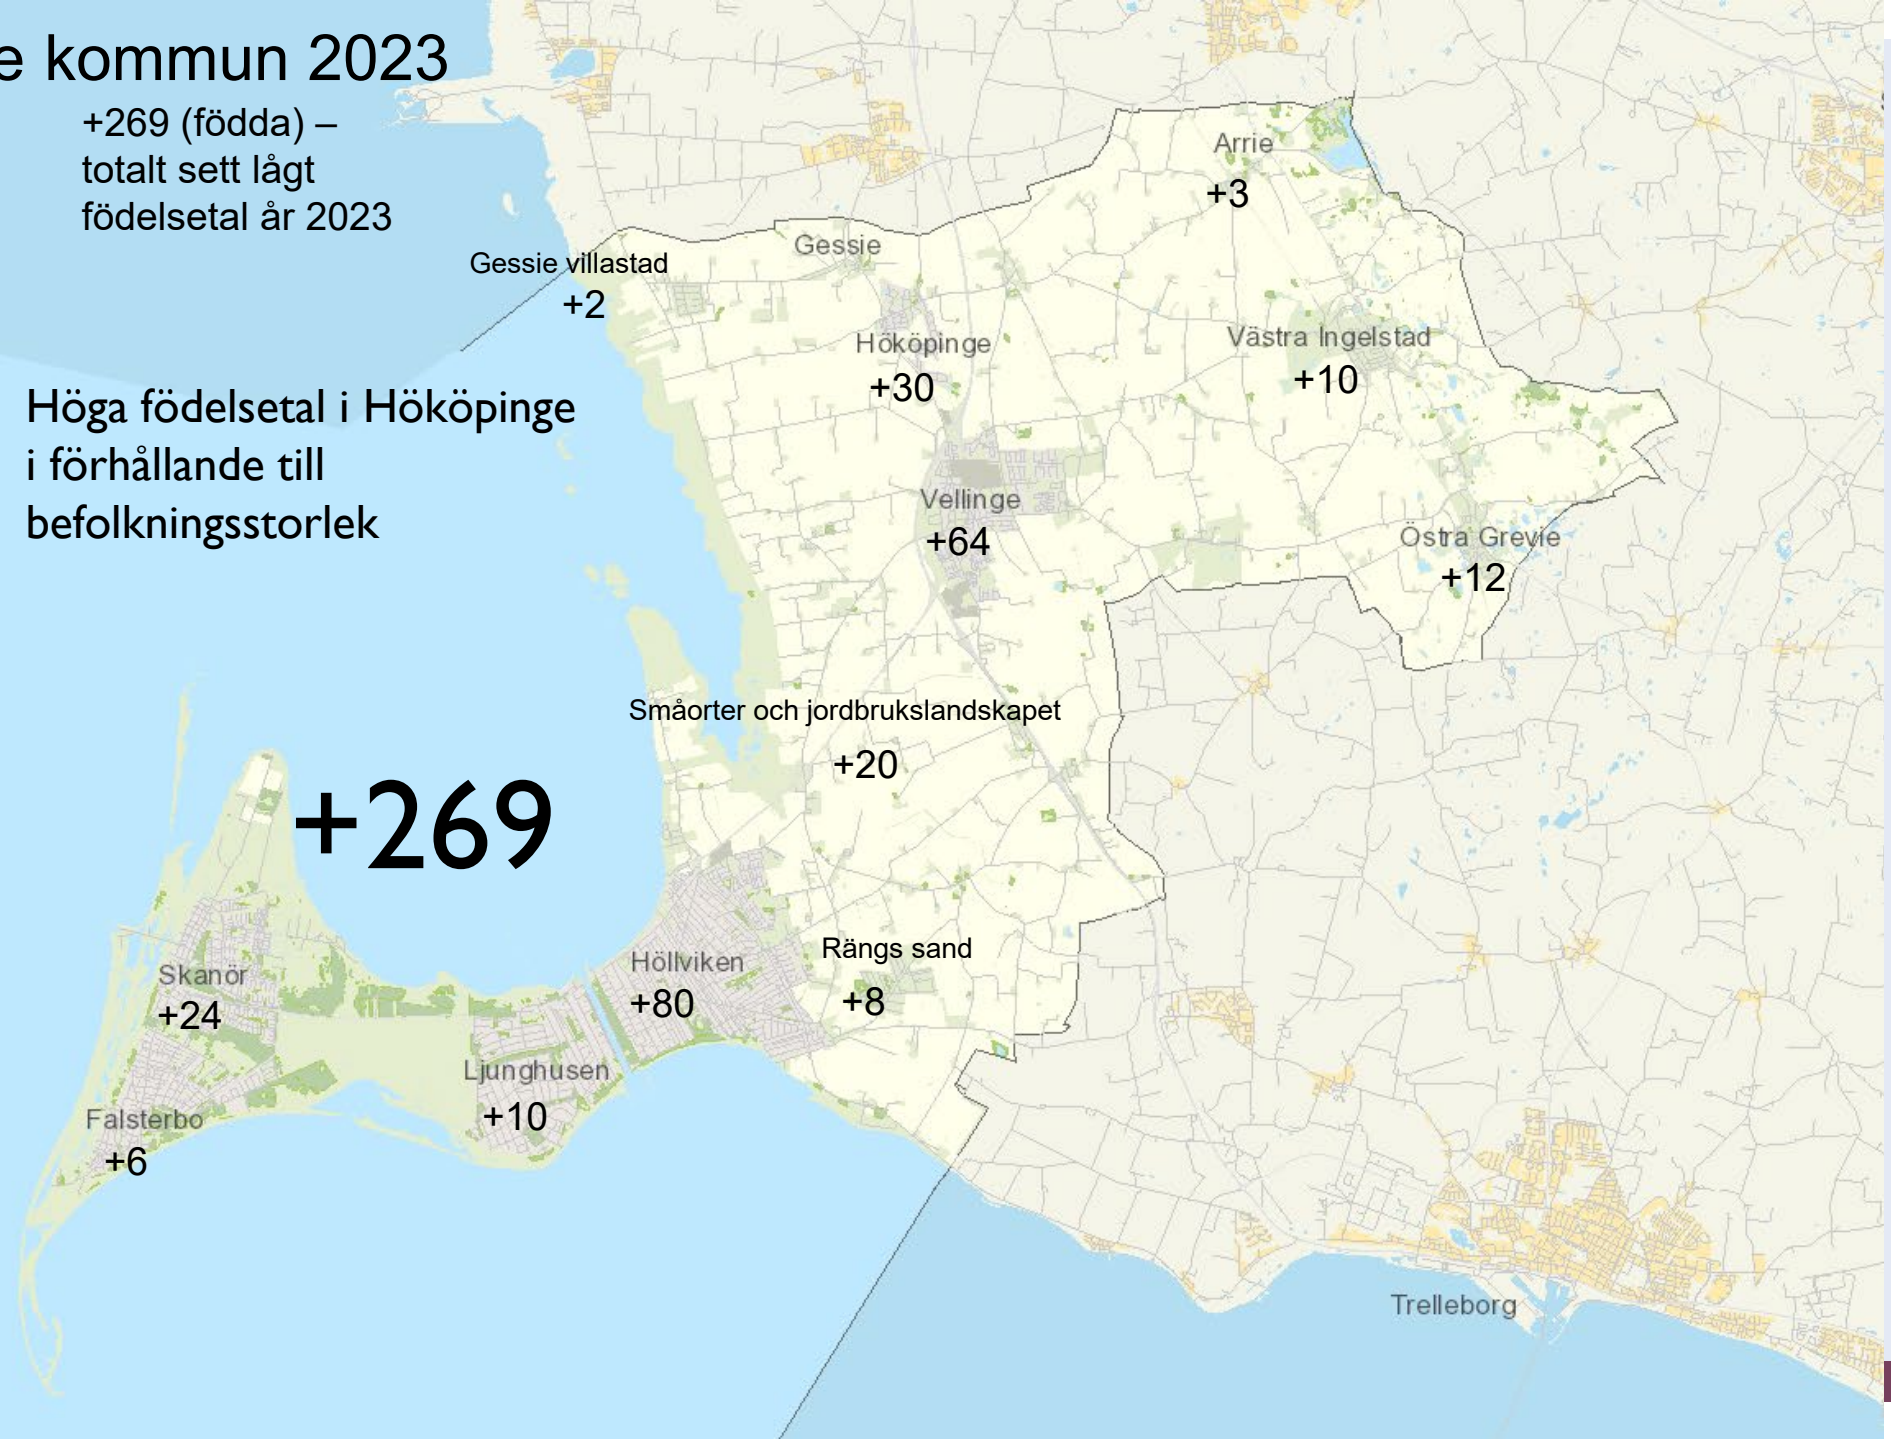 e kommun 2023
+269 (födda) –
totalt sett lågt
födelsetal år 2023
Arrie
+3
Gessie
Gessie villastad
+2
Hököpinge
+30
Västra Ingelstad
+10
Höga födelsetal i Hököpinge
i förhållande till
befolkningsstorlek
Vellinge
+64
Östra Grevie
+12
Småorter och jordbrukslandskapet
+20
+269
Rängs sand
+8
Höllviken
+80
Skanör
+24
Ljunghusen
+10
Falsterbo
+6
Trelleborg